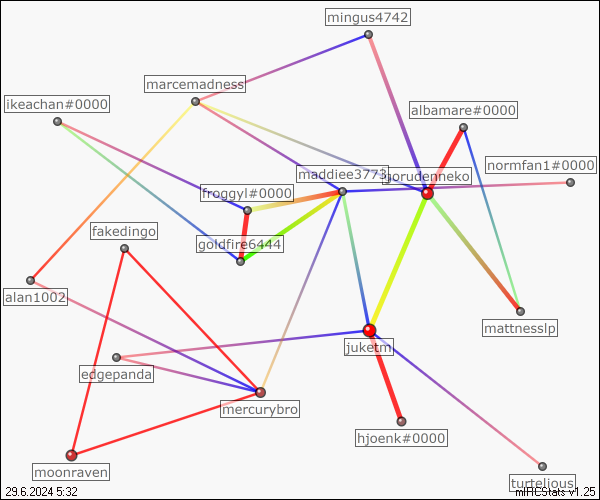 mingus4742
marcemadness
ikeachan#0000
albamare#0000
normfan1#0000
maddiee3773
gorudenneko
froggyl#0000
fakedingo
goldfire6444
alan1002
mattnesslp
juketm
edgepanda
mercurybro
hjoenk#0000
moonraven
turtelious
29.6.2024 5:32
mIRCStats v1.25